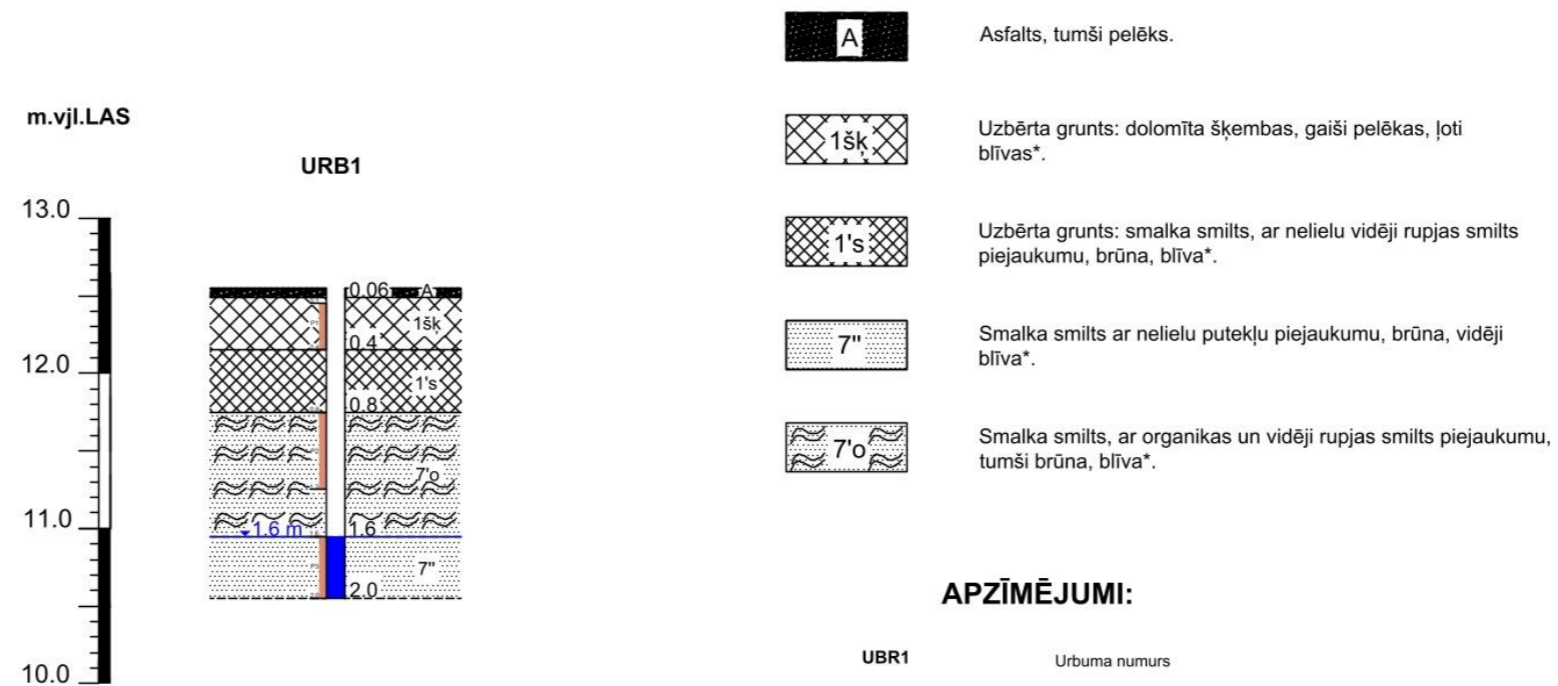 m.vjl.LAS
URB1
13.0
12.0
11.0
10.0
0.06
A
1šķ
0.4
1's
0.8
7'o
1.6 m
1.6
7"
2.0
A
Asfalts, tumši pelēks.
1šķ
Uzbērta grunts: dolomīta šķembas, gaiši pelēkas, ļoti
blīvas*.
1's
Uzbērta grunts: smalka smilts, ar nelielu vidēji rupjas smilts
piejaukumu, brūna, blīva*.
7"
Smalka smilts ar nelielu putekļu piejaukumu, brūna, vidēji
blīva*.
7'o
Smalka smilts, ar organikas un vidēji rupjas smilts piejaukumu,
tumši brūna, blīva*.
APZĪMĒJUMI:
UBR1
Urbuma numurs